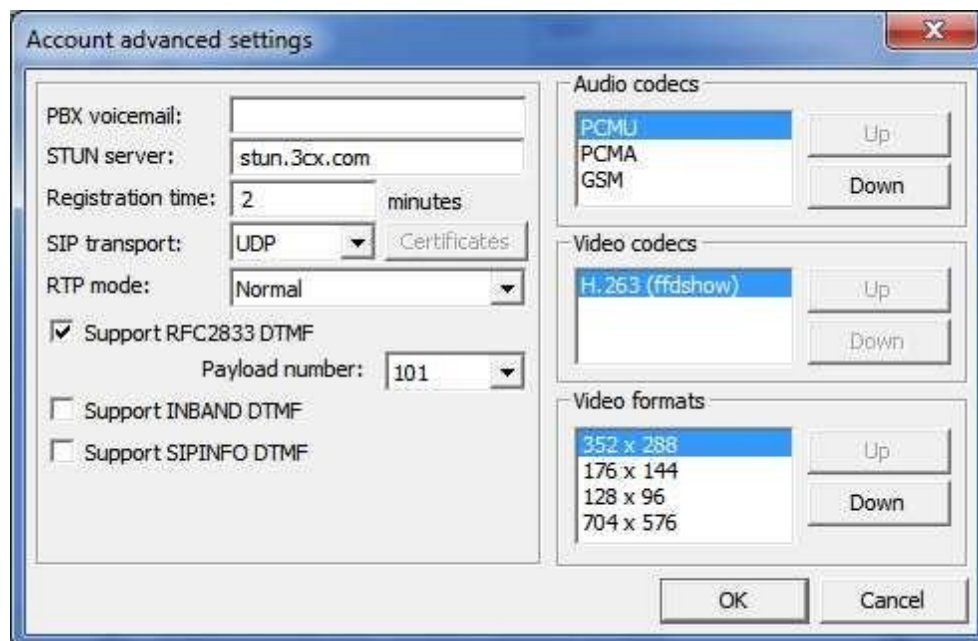 Account advanced settings
PBX voicemail:
STUN server: stun.3cx.com
Registration time: 2 minutes
SIP transport: UDP Certificates
RTP mode: Normal
Support RFC2833 DTMF
Payload number: 101
Support INBAND DTMF
Support SIPINFO DTMF
Audio codecs
PCMU
PCMA
GSM
Up
Down
Video codecs
H.263 (ffdshow)
Up
Down
Video formats
352 x 288
176 x 144
128 x 96
704 x 576
Up
Down
OK Cancel